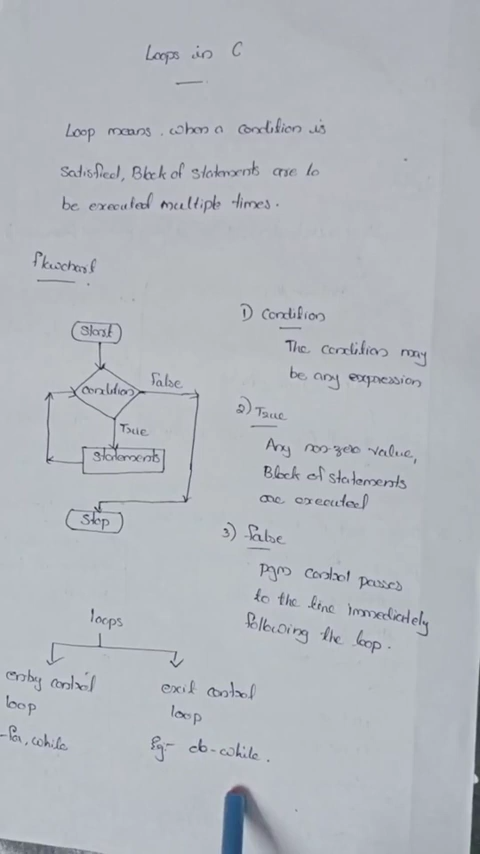 Loops in C
Loop means, when a condition is
Satisfied, Block of statements are to
be executed multiple times.
flowchart
Start
Condition
false
True
Statements
Stop
1) Condition
The condition may
be any expression
2) True
Any non-zero value,
Block of statements
are executed
3) false
pgm control passes
to the line immediately
following the loop.
loops
entry control
loop
- for, while
exit control
loop
Eg:- do-while.